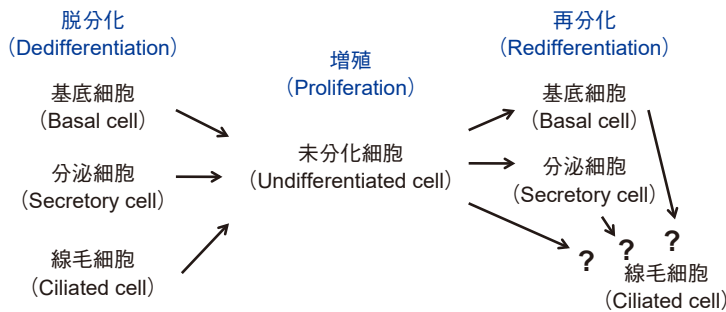 脱分化
（Dedifferentiation）
基底細胞
（Basal cell）
分泌細胞
（Secretory cell）
線毛細胞
（Ciliated cell）
増殖
（Proliferation）
未分化細胞
（Undifferentiated cell）
再分化
（Redifferentiation）
基底細胞
（Basal cell）
分泌細胞
（Secretory cell）
?
?
?
線毛細胞
（Ciliated cell）